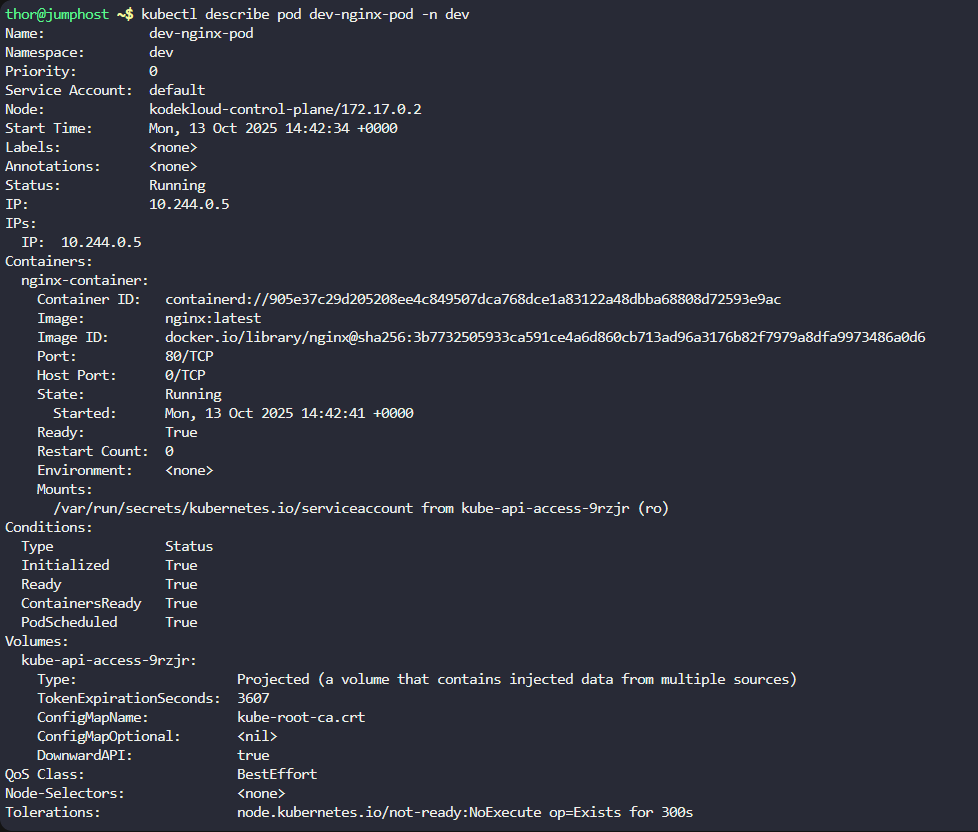 thor@jumphost ~$ kubectl describe pod dev-nginx-pod -n dev
Name:             dev-nginx-pod
Namespace:        dev
Priority:         0
Service Account:  default
Node:             kodekloud-control-plane/172.17.0.2
Start Time:       Mon, 13 Oct 2025 14:42:34 +0000
Labels:           <none>
Annotations:      <none>
Status:           Running
IP:               10.244.0.5
IPs:
  IP:  10.244.0.5
Containers:
  nginx-container:
    Container ID:   containerd://905e37c29d205208ee4c849507dca768dce1a83122a48dbba68808d72593e9ac
    Image:          nginx:latest
    Image ID:       docker.io/library/nginx@sha256:3b7732505933ca591ce4a6d860cb713ad96a3176b82f7979a8dfa9973486a0d6
    Port:           80/TCP
    Host Port:      0/TCP
    State:          Running
      Started:      Mon, 13 Oct 2025 14:42:41 +0000
    Ready:          True
    Restart Count:  0
    Environment:    <none>
    Mounts:
      /var/run/secrets/kubernetes.io/serviceaccount from kube-api-access-9rzjr (ro)
Conditions:
  Type              Status
  Initialized       True
  Ready             True
  ContainersReady   True
  PodScheduled      True
Volumes:
  kube-api-access-9rzjr:
    Type:                    Projected (a volume that contains injected data from multiple sources)
    TokenExpirationSeconds:  3607
    ConfigMapName:           kube-root-ca.crt
    ConfigMapOptional:       <nil>
    DownwardAPI:             true
QoS Class:                   BestEffort
Node-Selectors:              <none>
Tolerations:                 node.kubernetes.io/not-ready:NoExecute op=Exists for 300s